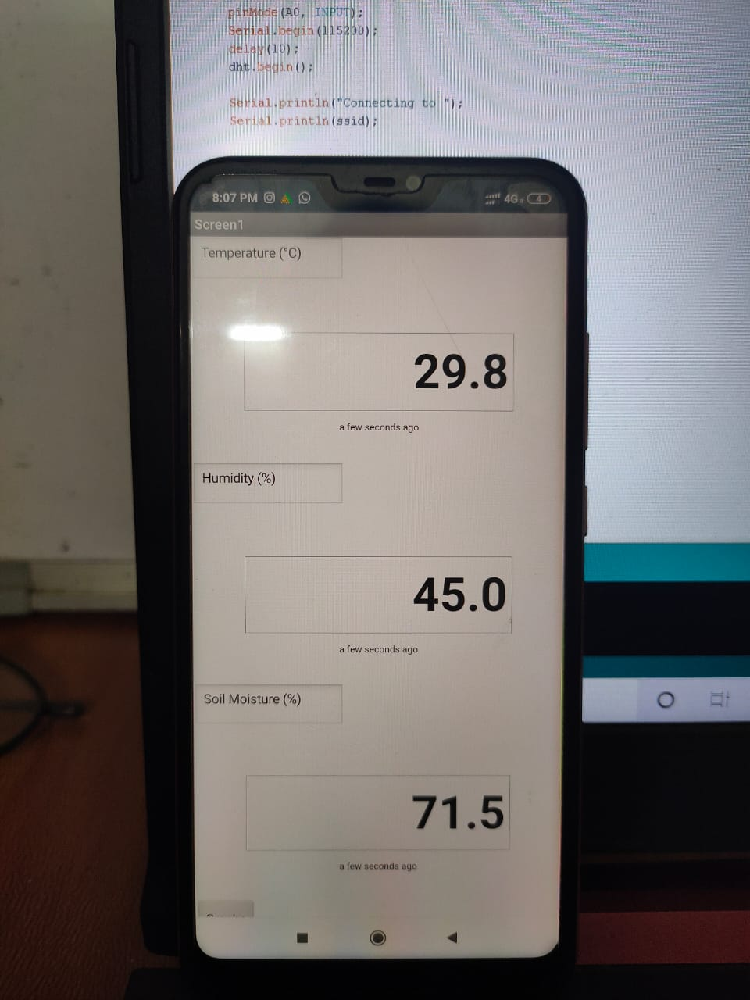 pinMode(A0, INPUT);
Serial.begin(115200);
delay(10);
dht.begin();
Serial.println("Connecting to ");
Serial.println(ssid);
8:07 PM 4G 4
Screen1
Temperature (°C)
29.8
a few seconds ago
Humidity (%)
45.0
a few seconds ago
Soil Moisture (%)
71.5
a few seconds ago